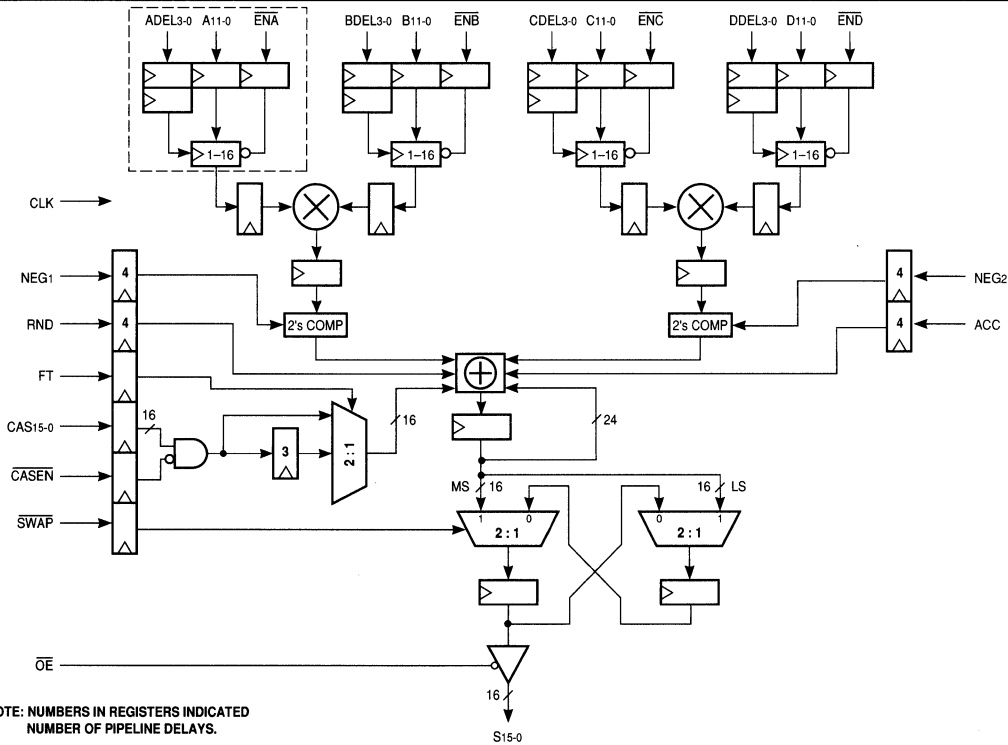 ADEL3-0 A11-0 ENA BDEL3-0 B11-0 ENB CDEL3-0 C11-0 ENC DDEL3-0 D11-0 END
1–16 1–16 1–16 1–16
CLK
NEG1 4 4 NEG2
2's COMP 2's COMP
RND 4 4 ACC
FT
16 24
CAS15-0 16
3 2 : 1
CASEN
MS 16 16 LS
SWAP
1 0 0 1
2 : 1 2 : 1
OE
16
S15-0
OTE: NUMBERS IN REGISTERS INDICATED
NUMBER OF PIPELINE DELAYS.